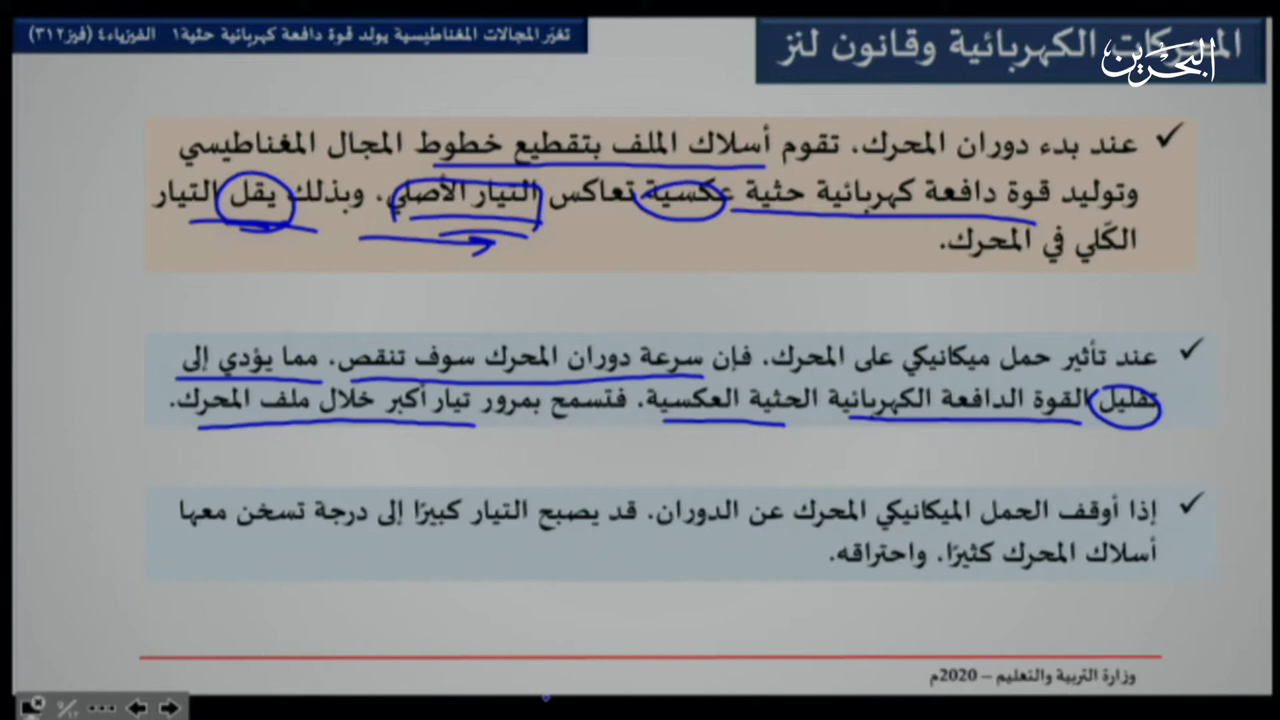 المحركات الكهربائية وقانون لنز
البحرين
تغيّر المجالات المغناطيسية يولد قوة دافعة كهربائية حثية١ الفيزياء٤ (فيز٣١٢)
✓ عند بدء دوران المحرك، تقوم أسلاك الملف بتقطيع خطوط المجال المغناطيسي
وتوليد قوة دافعة كهربائية حثية عكسية تعاكس التيار الأصلي، وبذلك يقل التيار
الكّلي في المحرك.
✓ عند تأثير حمل ميكانيكي على المحرك، فإن سرعة دوران المحرك سوف تنقص، مما يؤدي إلى
تقليل القوة الدافعة الكهربائية الحثية العكسية، فتسمح بمرور تيار أكبر خلال ملف المحرك.
✓ إذا أوقف الحمل الميكانيكي المحرك عن الدوران، قد يصبح التيار كبيرًا إلى درجة تسخن معها
أسلاك المحرك كثيرًا، واحتراقه.
وزارة التربية والتعليم – 2020م